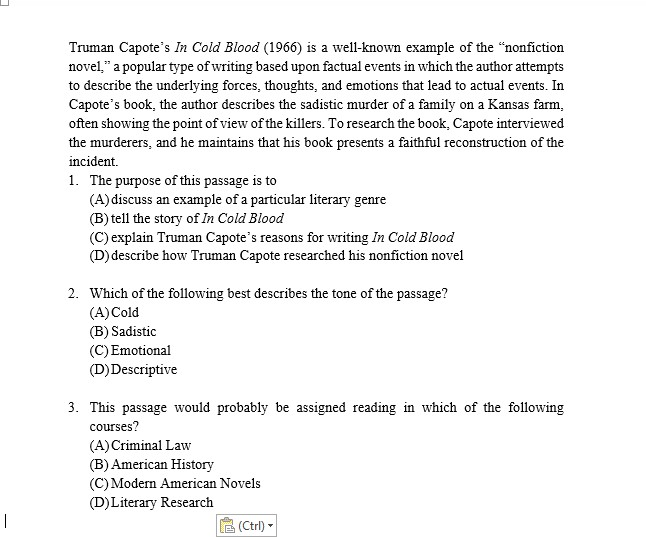 Truman Capote's In Cold Blood (1966) is a well-known example of the "nonfiction
novel," a popular type of writing based upon factual events in which the author attempts
to describe the underlying forces, thoughts, and emotions that lead to actual events. In
Capote's book, the author describes the sadistic murder of a family on a Kansas farm,
often showing the point of view of the killers. To research the book, Capote interviewed
the murderers, and he maintains that his book presents a faithful reconstruction of the
incident.
1. The purpose of this passage is to
(A) discuss an example of a particular literary genre
(B) tell the story of In Cold Blood
(C) explain Truman Capote's reasons for writing In Cold Blood
(D) describe how Truman Capote researched his nonfiction novel
2. Which of the following best describes the tone of the passage?
(A) Cold
(B) Sadistic
(C) Emotional
(D) Descriptive
3. This passage would probably be assigned reading in which of the following
courses?
(A) Criminal Law
(B) American History
(C) Modern American Novels
(D) Literary Research
(Ctrl)